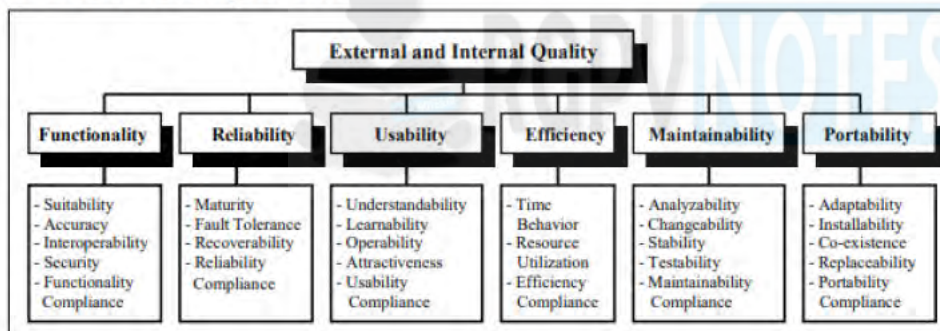 External and Internal Quality
RGPVNOTES
Functionality
Reliability
Usability
Efficiency
Maintainability
Portability
- Suitability
- Accuracy
- Interoperability
- Security
- Functionality
Compliance
- Maturity
- Fault Tolerance
- Recoverability
- Reliability
Compliance
- Understandability
- Learnability
- Operability
- Attractiveness
- Usability
Compliance
- Time
Behavior
- Resource
Utilization
- Efficiency
Compliance
- Analyzability
- Changeability
- Stability
- Testability
- Maintainability
Compliance
- Adaptability
- Installability
- Co-existence
- Replaceability
- Portability
Compliance